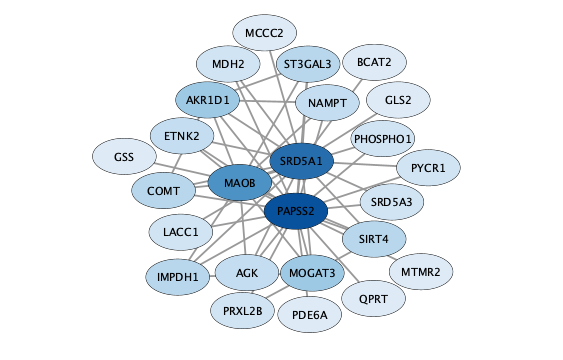 MCCC2
MDH2
ST3GAL3
BCAT2
AKR1D1
NAMPT
GLS2
ETNK2
PHOSPHO1
GSS
SRD5A1
PYCR1
COMT
MAOB
SRD5A3
PAPSS2
LACC1
SIRT4
IMPDH1
AGK
MOGAT3
MTMR2
PRXL2B
PDE6A
QPRT